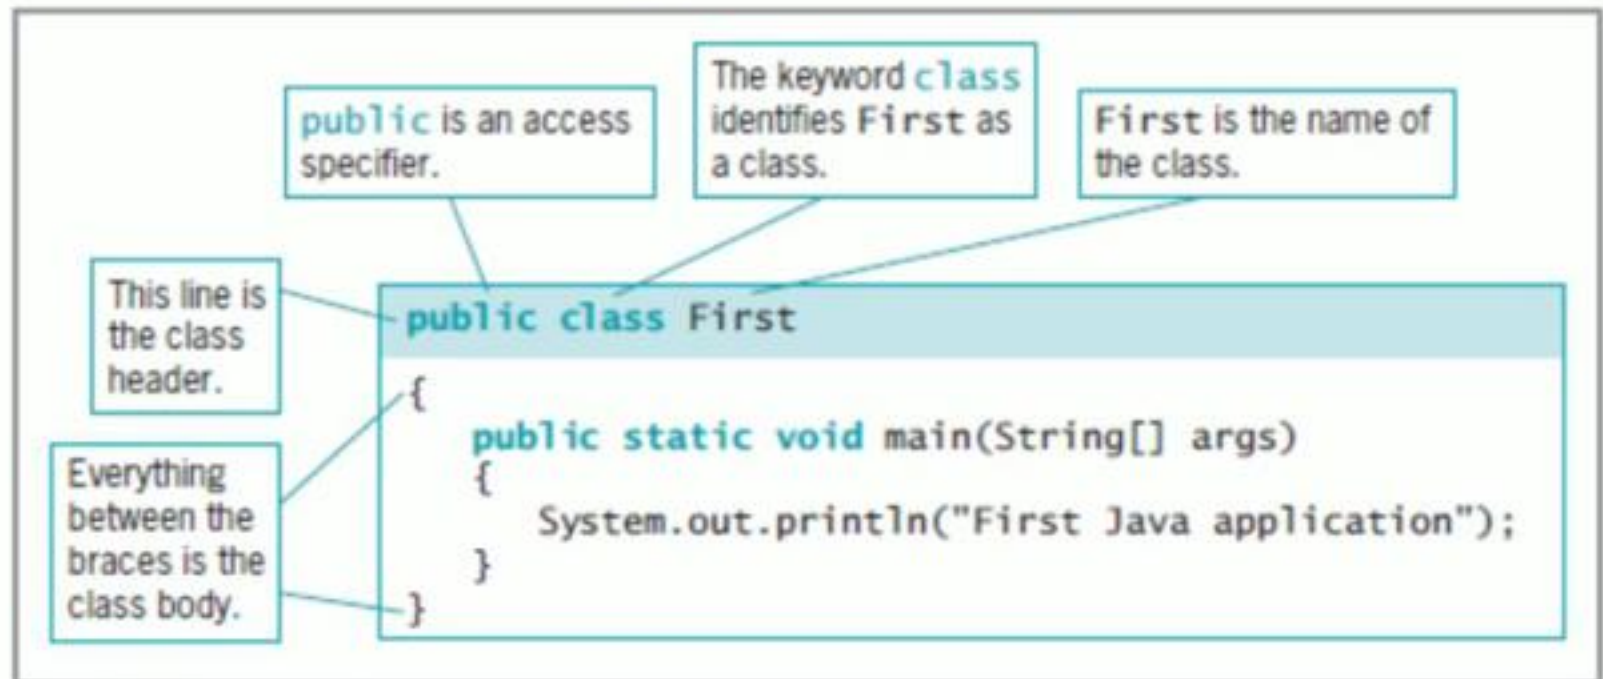 public is an access
specifier.
The keyword class
identifies First as
a class.
First is the name of
the class.
This line is
the class
header.
public class First
Everything
between the
braces is the
class body.
{
public static void main(String[] args)
{
System.out.println("First Java application");
}
}